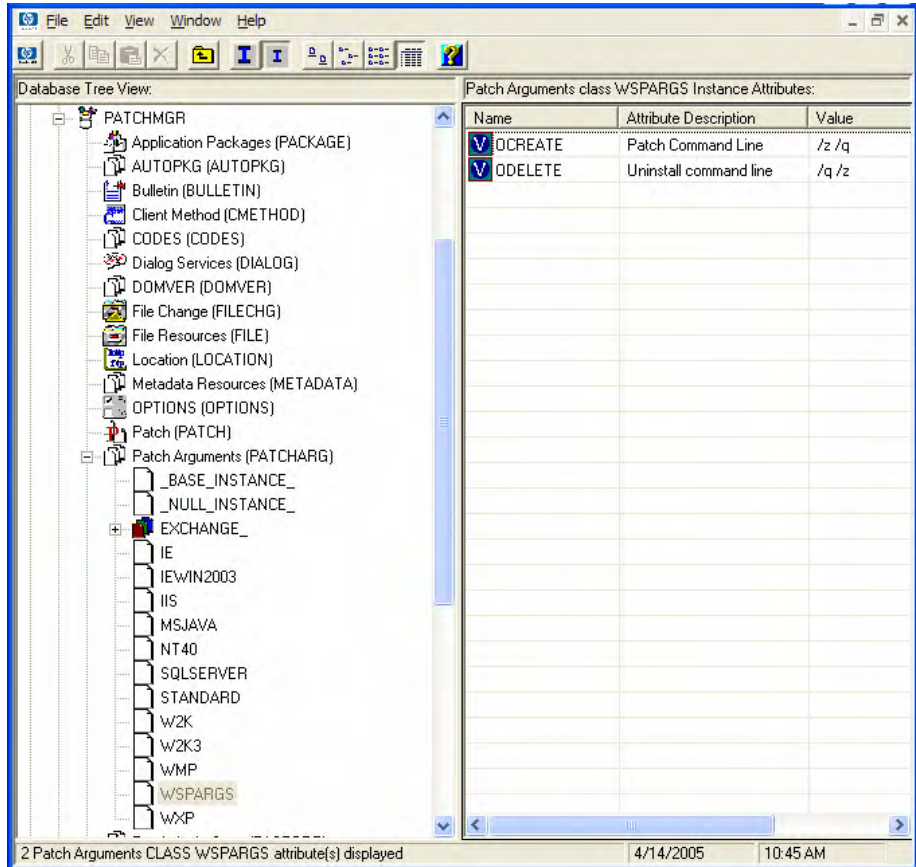 File Edit View Window Help
Database Tree View:
Patch Arguments class WSPARGS Instance Attributes:
PATCHMGR
Application Packages (PACKAGE)
AUTOPKG (AUTOPKG)
Bulletin (BULLETIN)
Client Method (CMETHOD)
CODES (CODES)
Dialog Services (DIALOG)
DOMVER (DOMVER)
File Change (FILECHG)
File Resources (FILE)
Location (LOCATION)
Metadata Resources (METADATA)
OPTIONS (OPTIONS)
Patch (PATCH)
Patch Arguments (PATCHARG)
_BASE_INSTANCE_
_NULL_INSTANCE_
EXCHANGE_
IE
IEWIN2003
IIS
MSJAVA
NT40
SQLSERVER
STANDARD
W2K
W2K3
WMP
WSPARGS
WXP
Name Attribute Description Value
V OCREATE Patch Command Line /z /q
V ODELETE Uninstall command line /q /z
2 Patch Arguments CLASS WSPARGS attribute(s) displayed
4/14/2005 10:45 AM